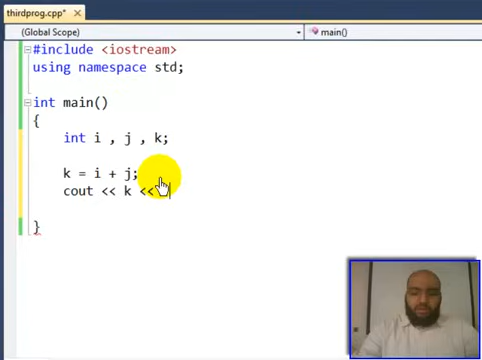 thirdprog.cpp*
(Global Scope)
main()
#include <iostream>
using namespace std;
int main()
{
int i , j , k;
k = i + j;
cout << k <<
}